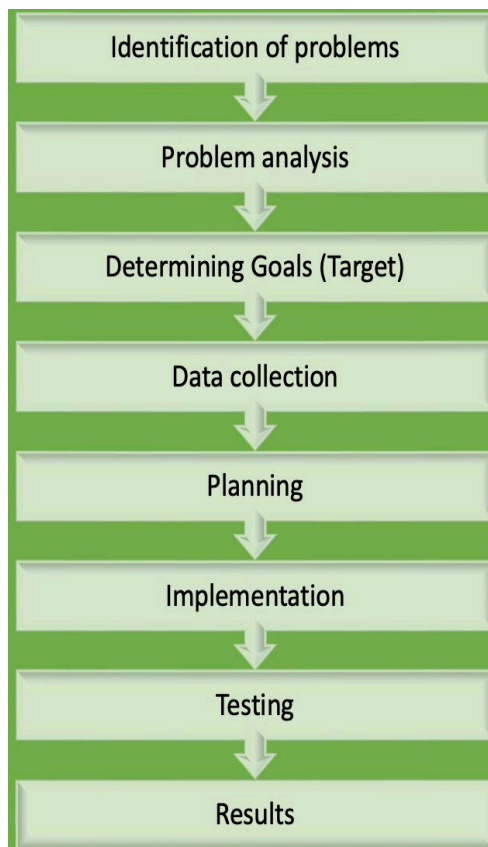 Identification of problems
Problem analysis
Determining Goals (Target)
Data collection
Planning
Implementation
Testing
Results